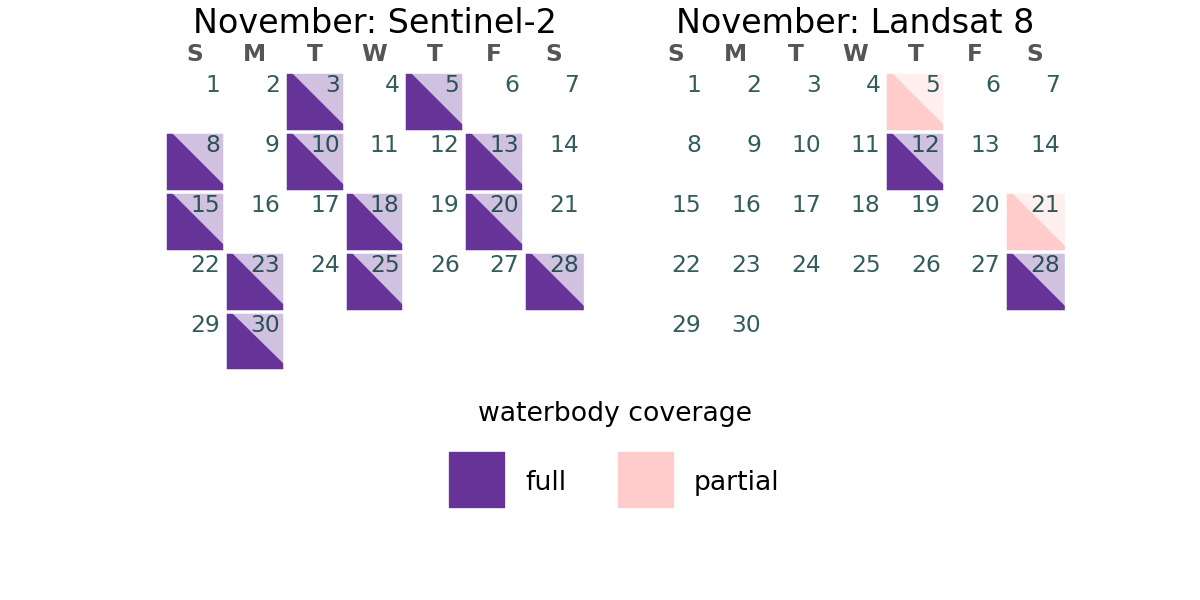 November: Sentinel-2
S M T W T F S
1 2 3 4 5 6 7
8 9 10 11 12 13 14
15 16 17 18 19 20 21
22 23 24 25 26 27 28
29 30
November: Landsat 8
S M T W T F S
1 2 3 4 5 6 7
8 9 10 11 12 13 14
15 16 17 18 19 20 21
22 23 24 25 26 27 28
29 30
waterbody coverage
full
partial